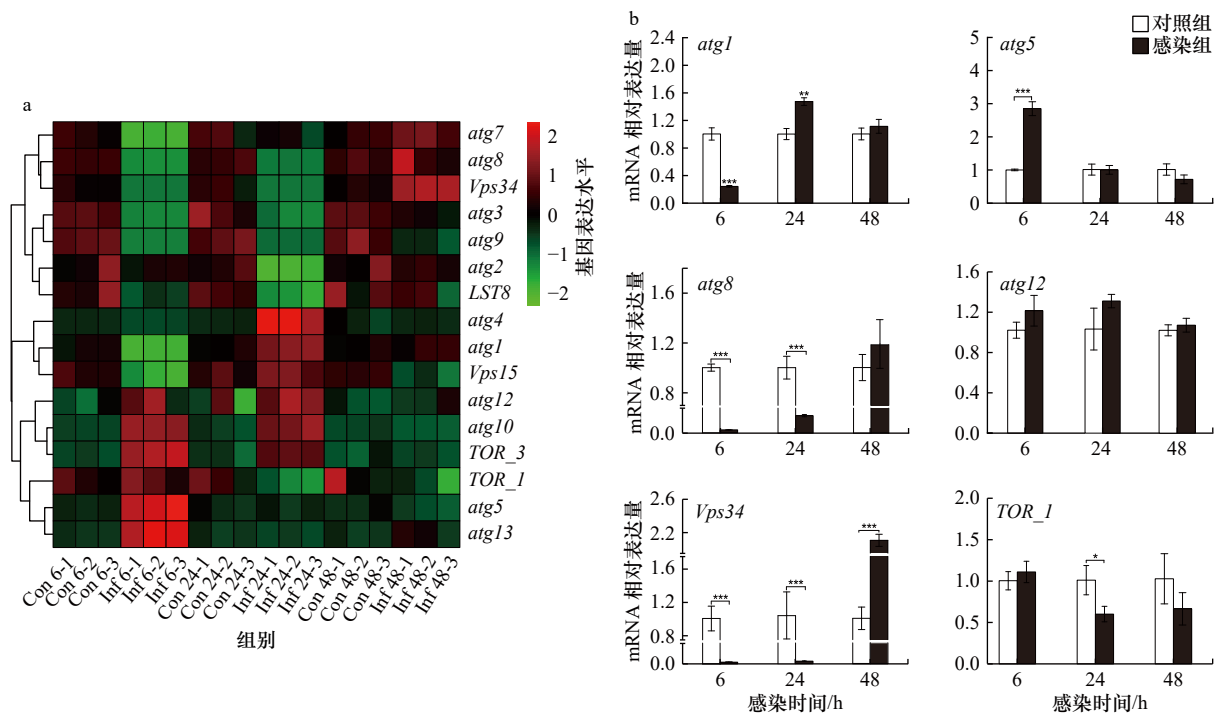 a
atg7
atg8
Vps34
atg3
atg9
atg2
LST8
atg4
atg1
Vps15
atg12
atg10
TOR_3
TOR_1
atg5
atg13
2
1
0
−1
−2
基因表达水平
Con 6-1
Con 6-2
Con 6-3
Inf 6-1
Inf 6-2
Inf 6-3
Con 24-1
Con 24-2
Con 24-3
Inf 24-1
Inf 24-2
Inf 24-3
Con 48-1
Con 48-2
Con 48-3
Inf 48-1
Inf 48-2
Inf 48-3
组别
b
对照组
感染组
atg1
mRNA 相对表达量
2.4
2.0
1.6
1.2
0.8
0.4
0.0
***
**
6 24 48
atg5
5
4
3
2
1
0
***
6 24 48
atg8
mRNA 相对表达量
1.4
1.2
1.0
0.8
0.0
***
***
6 24 48
atg12
1.6
1.2
0.8
0.4
0.0
6 24 48
Vps34
mRNA 相对表达量
2.6
2.4
2.2
1.2
1.0
0.8
0.0
***
***
***
6 24 48
感染时间/h
TOR_1
2.0
1.5
1.0
0.5
0.0
*
6 24 48
感染时间/h